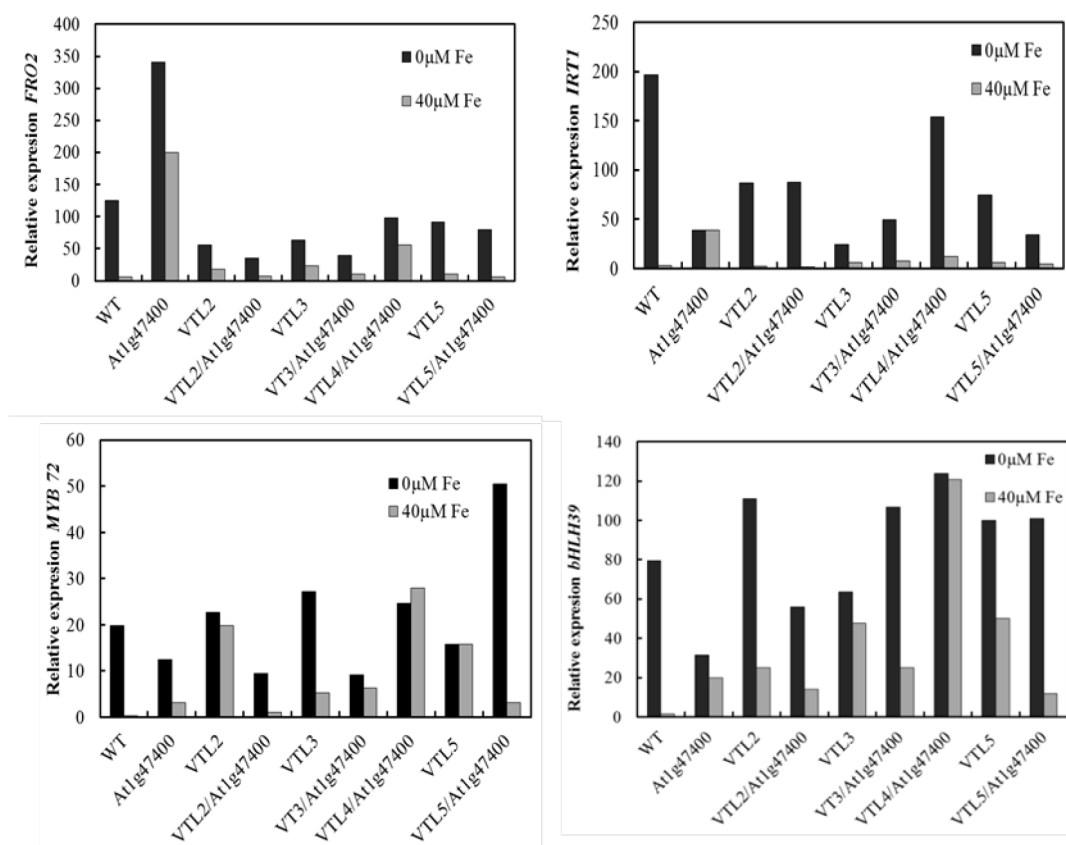 Relative expresion FRO2
400
350
300
250
200
150
100
50
0
0µM Fe
40µM Fe
WT
At1g47400
VTL2
VTL2/At1g47400
VTL3
VT3/At1g47400
VTL4/At1g47400
VTL5
VTL5/At1g47400
Relative expresion IRT1
250
200
150
100
50
0
0µM Fe
40µM Fe
WT
At1g47400
VTL2
VTL2/At1g47400
VTL3
VT3/At1g47400
VTL4/At1g47400
VTL5
VTL5/At1g47400
Relative expresion MYB 72
60
50
40
30
20
10
0
0µM Fe
40µM Fe
WT
At1g47400
VTL2
VTL2/At1g47400
VTL3
VT3/At1g47400
VTL4/At1g47400
VTL5
VTL5/At1g47400
Relative expresion bHLH39
140
120
100
80
60
40
20
0
0µM Fe
40µM Fe
WT
At1g47400
VTL2
VTL2/At1g47400
VTL3
VT3/At1g47400
VTL4/At1g47400
VTL5
VTL5/At1g47400